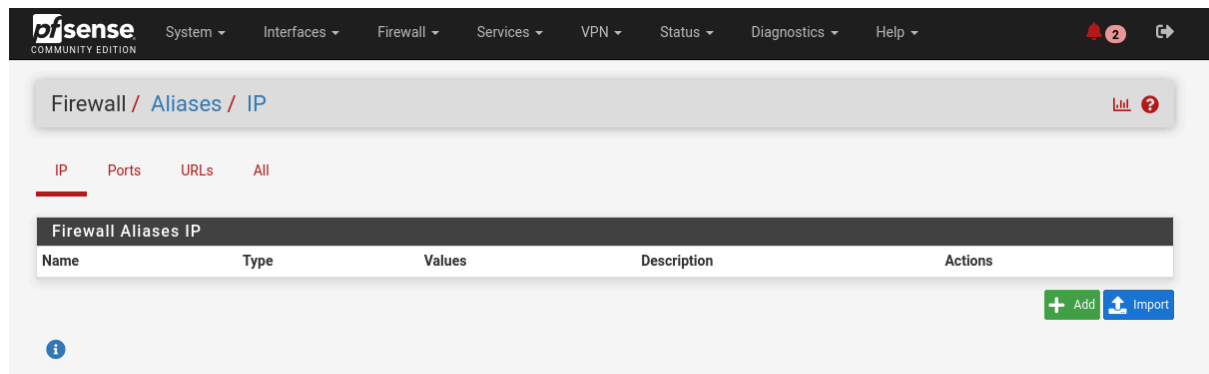 pfsense System Interfaces Firewall Services VPN Status Diagnostics Help 2
COMMUNITY EDITION
Firewall / Aliases / IP
IP Ports URLs All
Firewall Aliases IP
Name Type Values Description Actions
Add Import